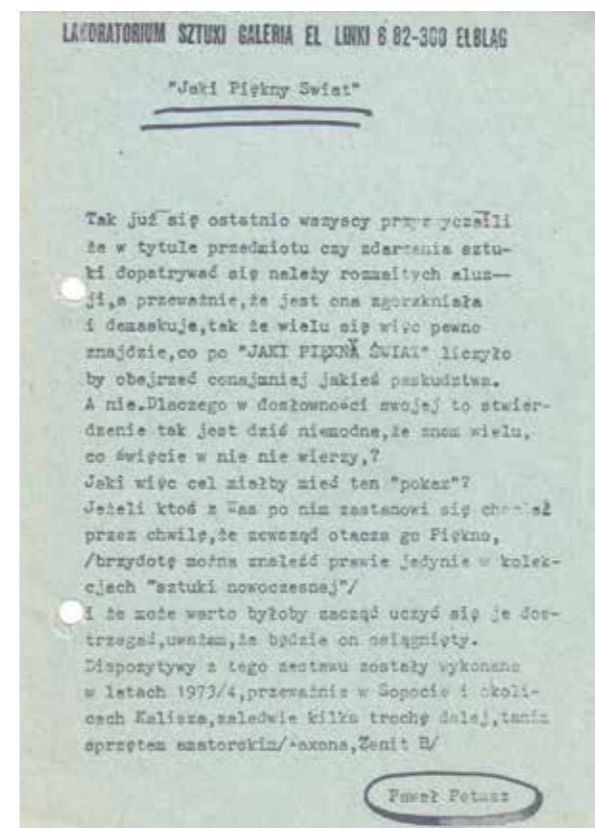 LABORATORIUM SZTUKI GALERIA EL LINKI 6 82-300 ELBLĄG
"Jaki Piękny Swiat"
Tak już się ostatnio wszyscy przyzwyczaili
że w tytule przedmiotu czy zdarzenia sztu-
ki dopatrywać się należy rozmaitych aluz--
ji,a przeważnie,że jest ona zgorzkniała
i demaskuje,tak że wielu się więc pewno
znajdzie,co po "JAKI PIĘKNY ŚWIAT" liczyło
by obejrzeć conajmniej jakieś paskudztwa.
A nie.Dlaczego w dosłowności swojej to stwier-
dzenie tak jest dziś niemodne,że znam wielu,
co święcie w nie nie wierzy,?
Jaki więc cel miałby mieć ten "pokaz"?
Jeżeli ktoś z Was po nim zastanowi się chociaż
przez chwilę,że zewsząd otacza go Piękno,
/brzydotę można znaleść prawie jedynie w kolek-
cjach "sztuki nowoczesnej"/
i że może warto byłoby zacząć uczyć się je dos-
trzegać,uważam,że będzie on osiągnięty.
Dispozytywy z tego zestawu zostały wykonane
w latach 1973/4,przeważnie w Sopocie i okoli-
cach Kalisza,zaledwie kilka trochę dalej,tanim
sprzętem amatorskim/ Zenit B/
Paweł Petasz